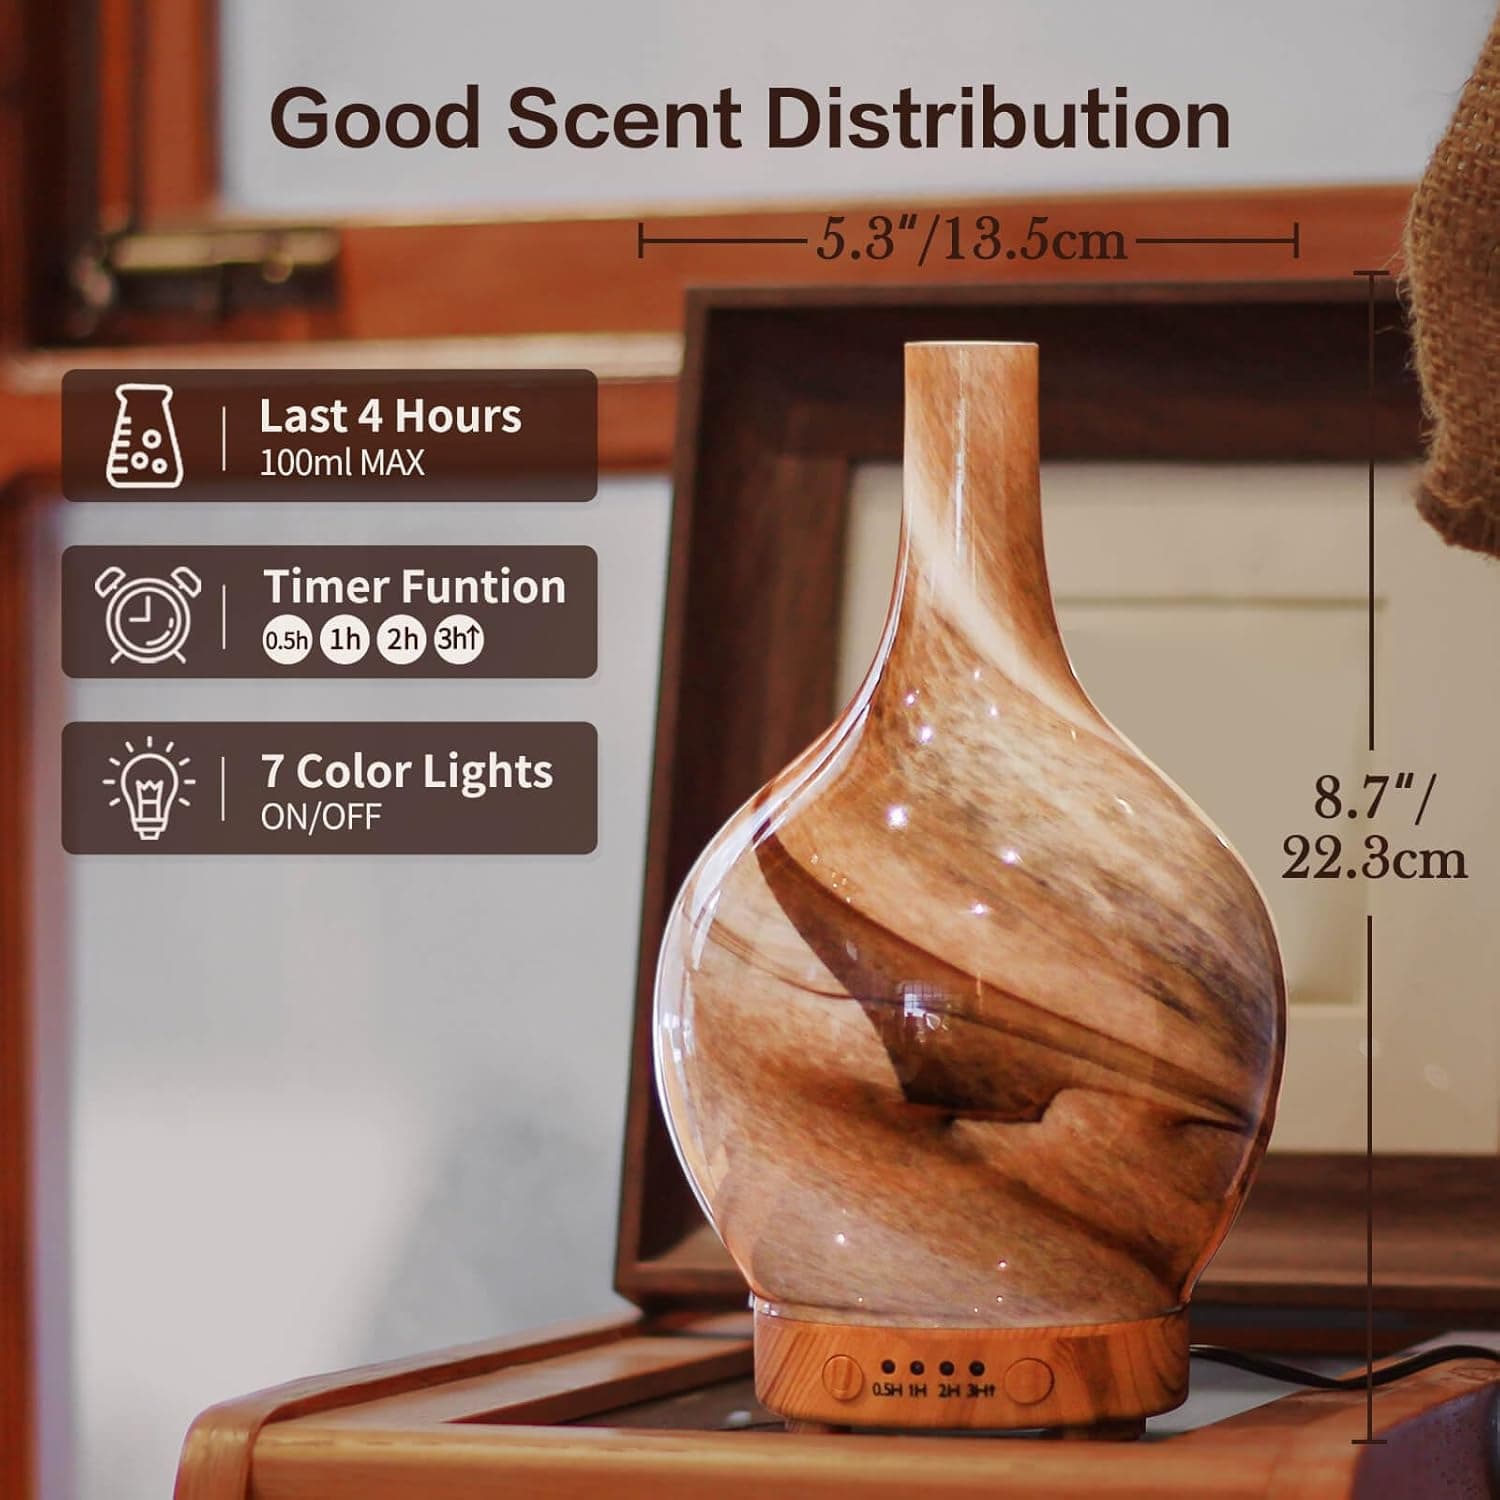 Good Scent Distribution
5.3"/13.5cm
Last 4 Hours
100ml MAX
Timer Funtion
0.5h 1h 2h 3h↑
7 Color Lights
ON/OFF
8.7"/
22.3cm
0.5H 1H 2H 3H↑